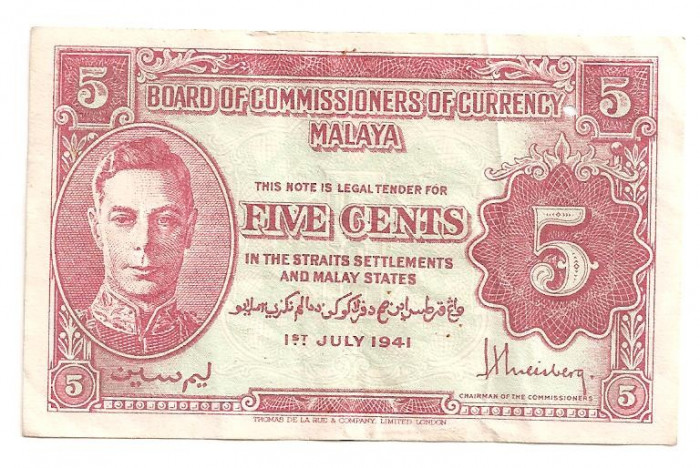 5 5
BOARD OF COMMISSIONERS OF CURRENCY
MALAYA
THIS NOTE IS LEGAL TENDER FOR
FIVE CENTS
5
IN THE STRAITS SETTLEMENTS
AND MALAY STATES
1ST JULY 1941
ليم سين
CHAIRMAN OF THE COMMISSIONERS
5 5
THOMAS DE LA RUE & COMPANY, LIMITED, LONDON